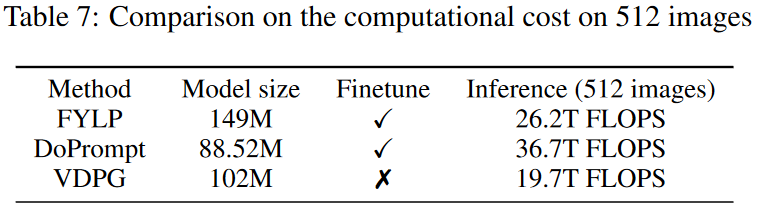 Table 7: Comparison on the computational cost on 512 images
Method Model size Finetune Inference (512 images)
FYLP 149M ✓ 26.2T FLOPS
DoPrompt 88.52M ✓ 36.7T FLOPS
VDPG 102M ✗ 19.7T FLOPS